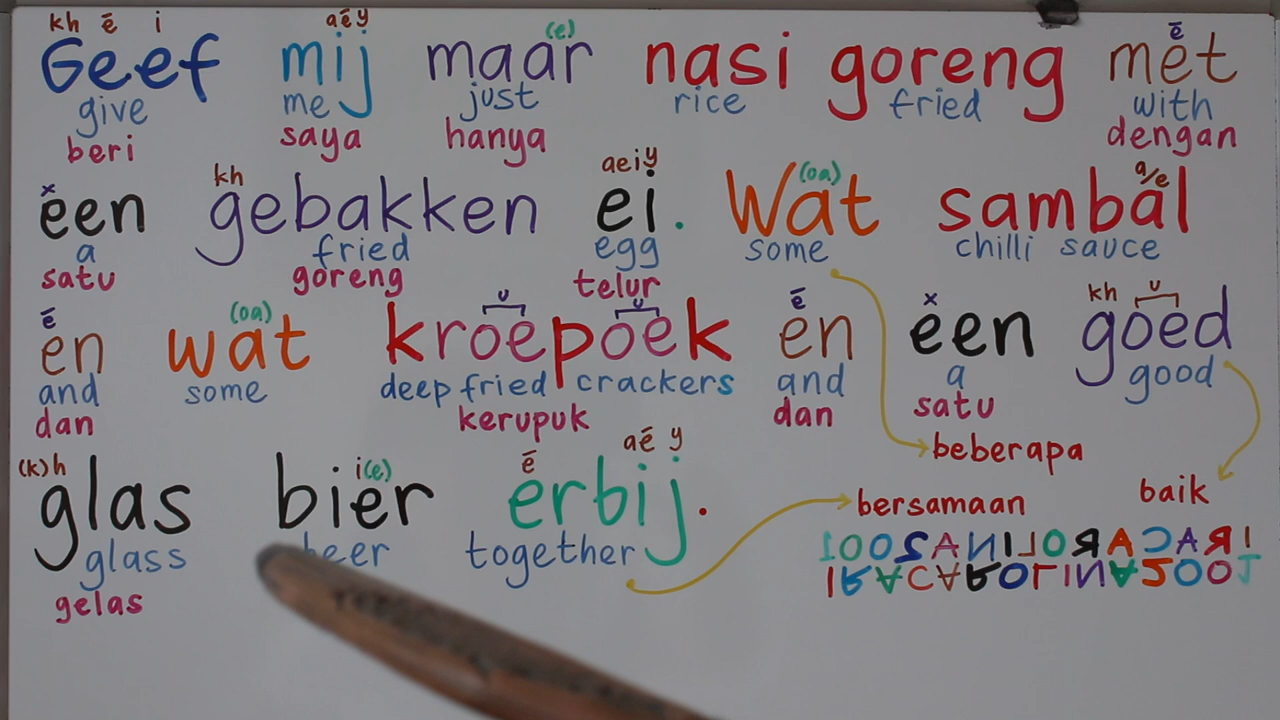 kh ē i aéy (e) ē
Geef mij maar nasi goreng met
give me just rice fried with
beri saya hanya dengan
x kh aeiy (oa) a/e
een gebakken ei. Wat sambal
a fried egg some chilli sauce
satu goreng telur
ē (oa) u u ē x kh u
en wat kroepoek en een goed
and some deep fried crackers and a good
dan kerupuk dan satu
beberapa
(k)h i(e) ē aé y
glas bier erbij.
glass beer together
gelas
bersamaan baik
IRACAROLINA2001
IRACAROLINA2001